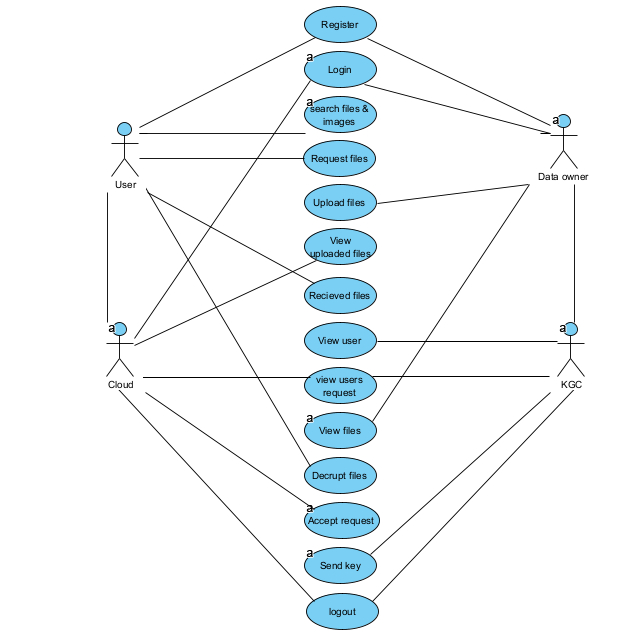 Register
a
Login
a
search files &
images
a
Request files
User
Data owner
Upload files
View
uploaded files
Recieved files
a
a
View user
Cloud
view users
request
KGC
a
View files
Decrupt files
a
Accept request
a
Send key
logout